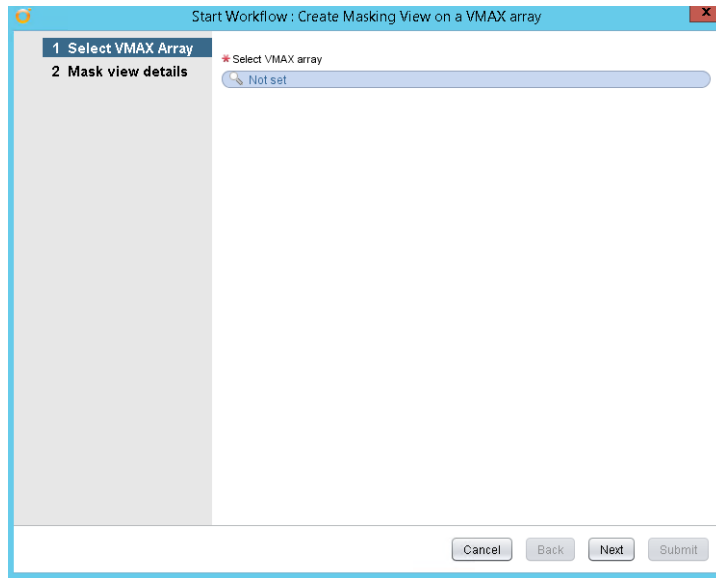 Start Workflow : Create Masking View on a VMAX array
x
1 Select VMAX Array
2 Mask view details
*Select VMAX array
Not set
Cancel Back Next Submit